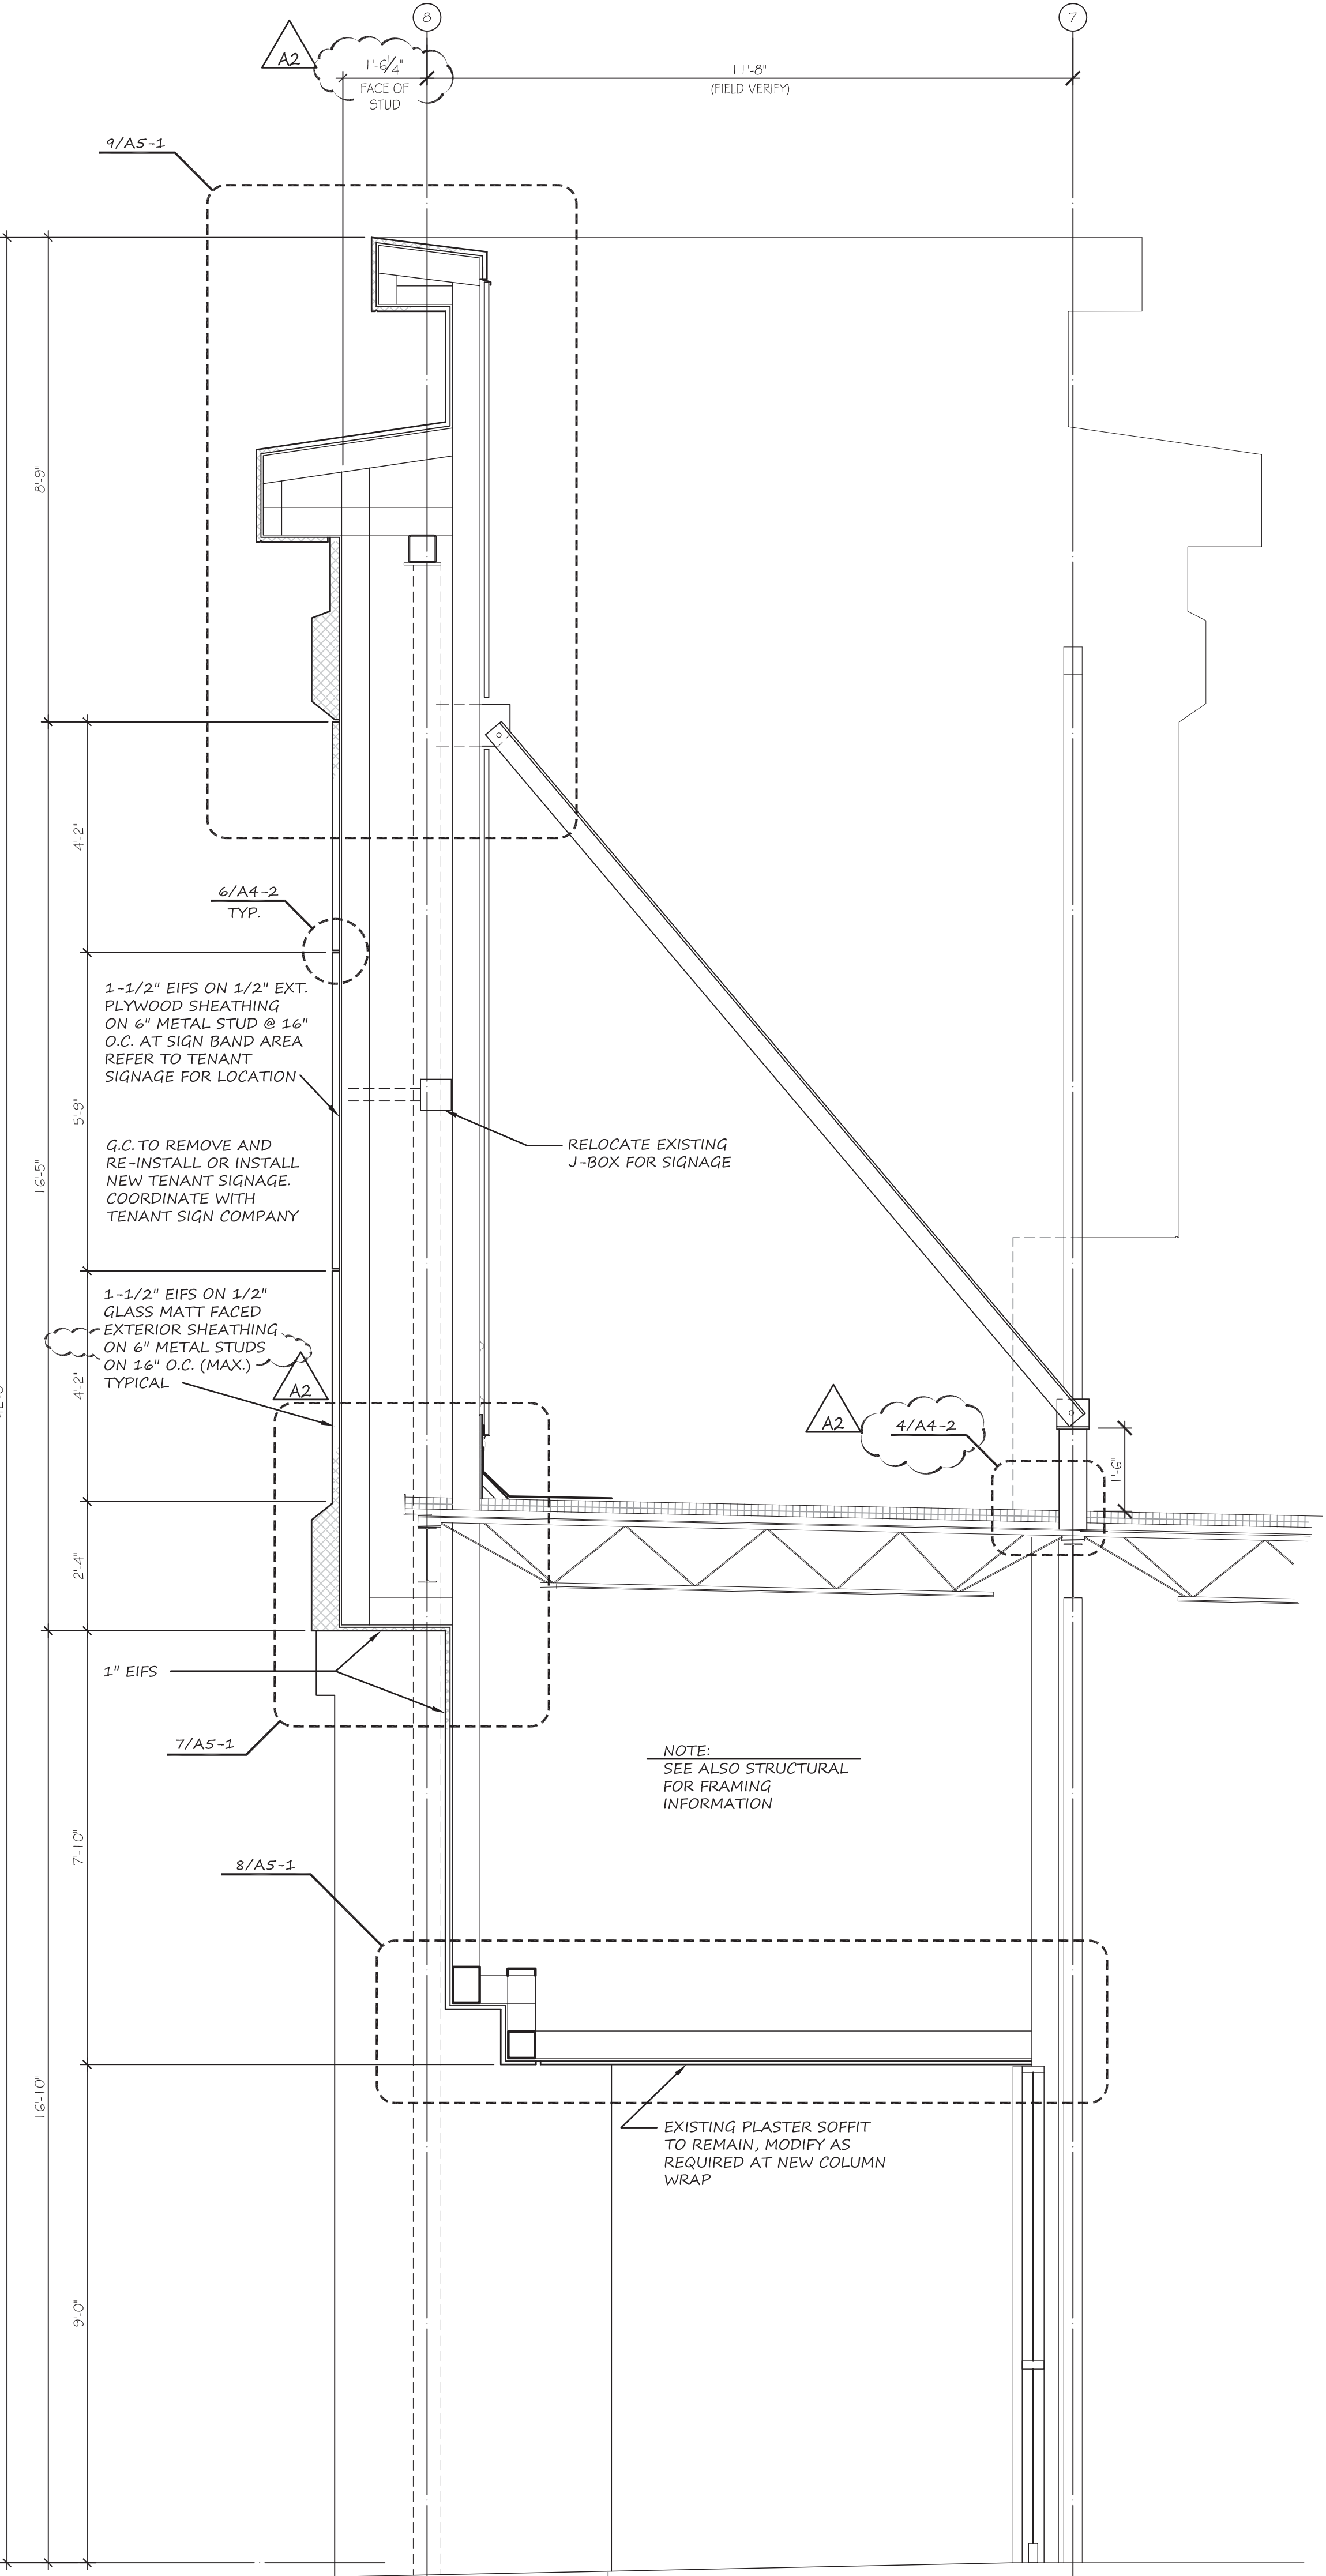 8
7
A2
1'-6 1/4"
FACE OF
STUD
11'-8"
(FIELD VERIFY)
9/A5-1
8'-9"
4'-2"
6/A4-2
TYP.
1-1/2" EIFS ON 1/2" EXT.
PLYWOOD SHEATHING
ON 6" METAL STUD @ 16"
O.C. AT SIGN BAND AREA
REFER TO TENANT
SIGNAGE FOR LOCATION
5'-9"
G.C. TO REMOVE AND
RE-INSTALL OR INSTALL
NEW TENANT SIGNAGE.
COORDINATE WITH
TENANT SIGN COMPANY
RELOCATE EXISTING
J-BOX FOR SIGNAGE
16'-5"
1-1/2" EIFS ON 1/2"
GLASS MATT FACED
EXTERIOR SHEATHING
ON 6" METAL STUDS
ON 16" O.C. (MAX.)
TYPICAL
A2
4'-2"
A2
4/A4-2
1'-6"
2'-4"
1" EIFS
7/A5-1
NOTE:
SEE ALSO STRUCTURAL
FOR FRAMING
INFORMATION
7'-10"
8/A5-1
16'-10"
EXISTING PLASTER SOFFIT
TO REMAIN, MODIFY AS
REQUIRED AT NEW COLUMN
WRAP
9'-0"